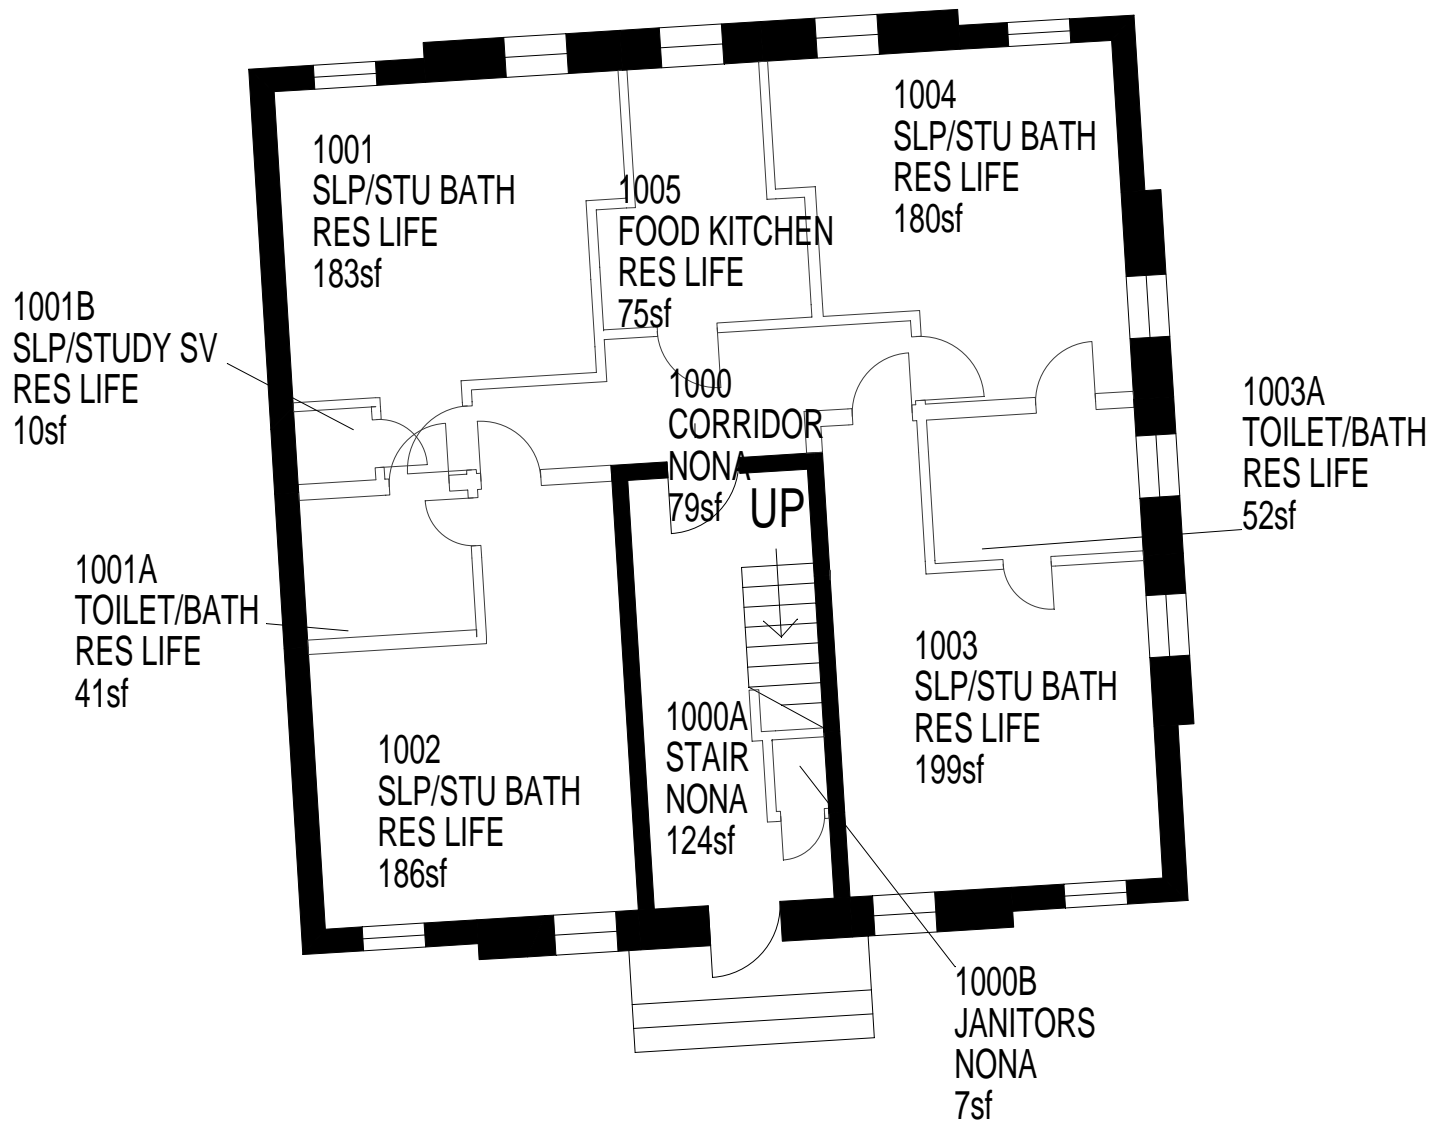 1004
SLP/STU BATH
RES LIFE
180sf
1001
SLP/STU BATH
RES LIFE
183sf
1005
FOOD KITCHEN
RES LIFE
75sf
1001B
SLP/STUDY SV
RES LIFE
10sf
1000
CORRIDOR
NONA
79sf
UP
1003A
TOILET/BATH
RES LIFE
52sf
1001A
TOILET/BATH
RES LIFE
41sf
1003
SLP/STU BATH
RES LIFE
199sf
1000A
STAIR
NONA
124sf
1002
SLP/STU BATH
RES LIFE
186sf
1000B
JANITORS
NONA
7sf